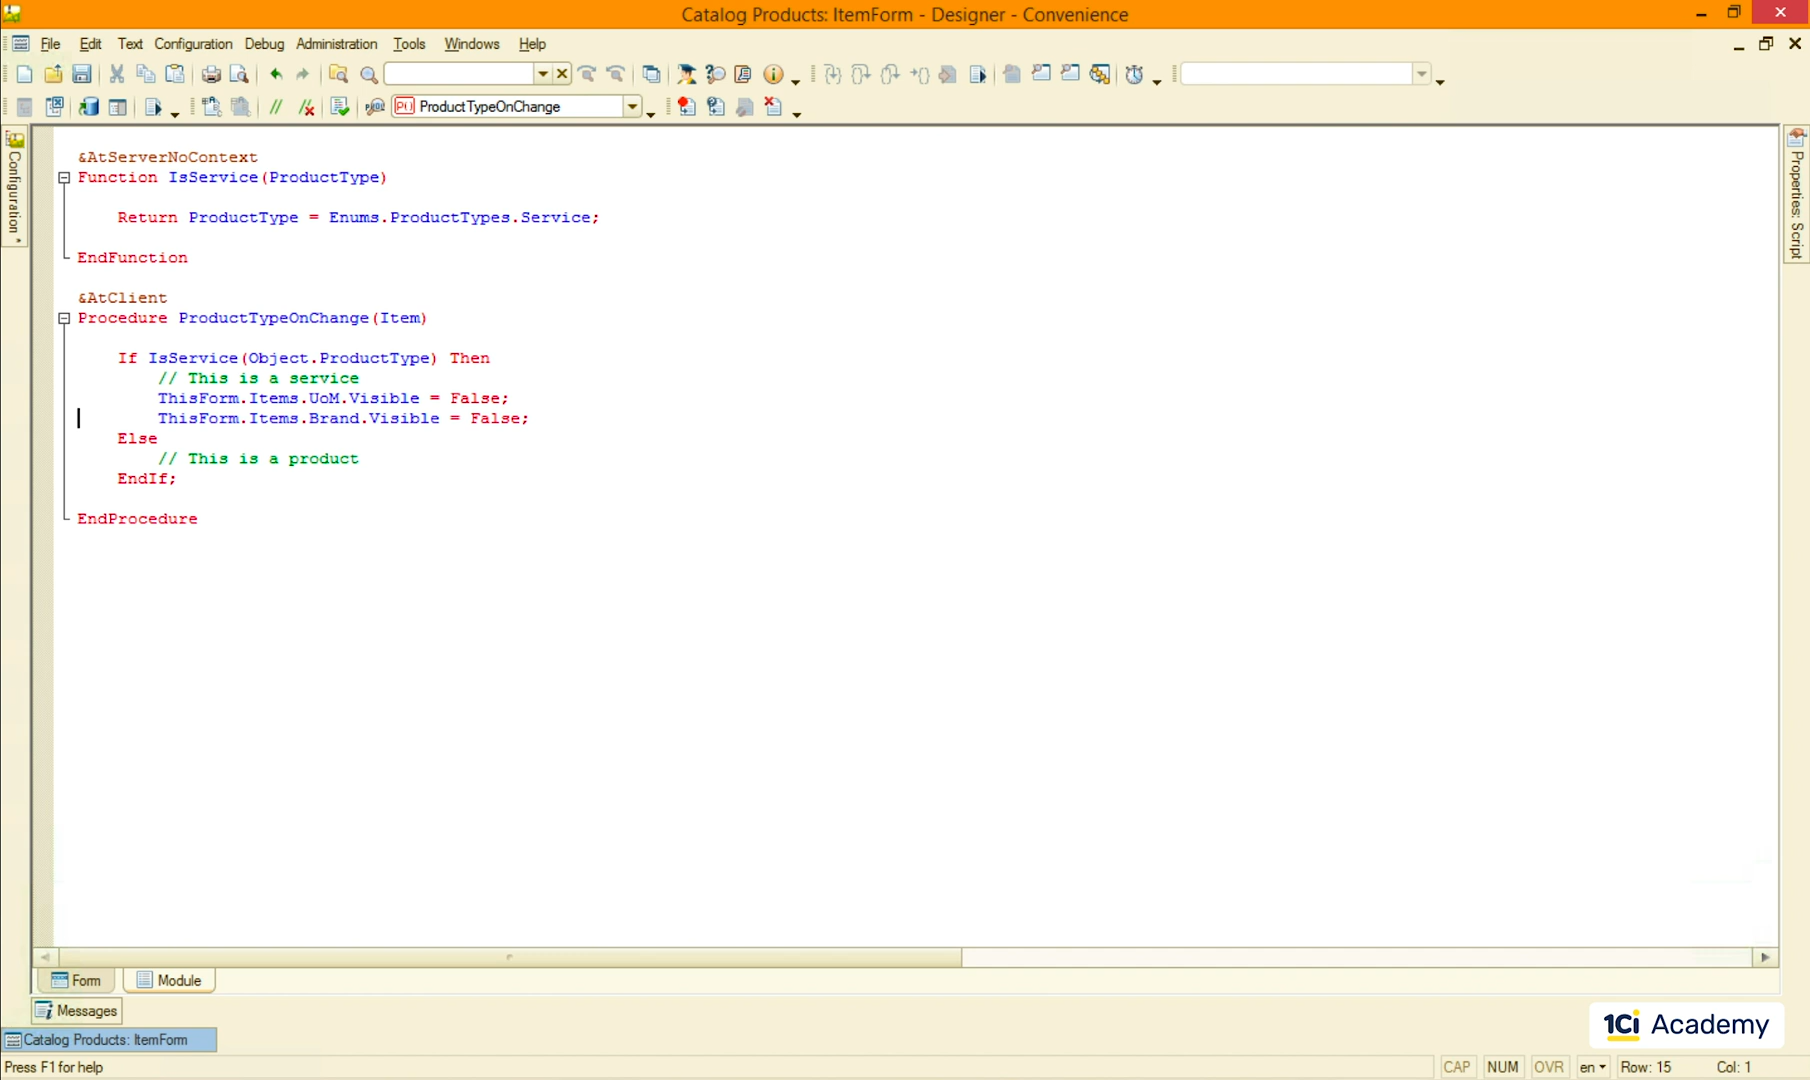 Catalog Products: ItemForm - Designer - Convenience
File Edit Text Configuration Debug Administration Tools Windows Help
ProductTypeOnChange
Configuration
Properties: Script
&AtServerNoContext
Function IsService(ProductType)
Return ProductType = Enums.ProductTypes.Service;
EndFunction
&AtClient
Procedure ProductTypeOnChange(Item)
If IsService(Object.ProductType) Then
// This is a service
ThisForm.Items.UoM.Visible = False;
ThisForm.Items.Brand.Visible = False;
Else
// This is a product
EndIf;
EndProcedure
Form Module
Messages
1Ci Academy
Catalog Products: ItemForm
Press F1 for help CAP NUM OVR en Row: 15 Col: 1